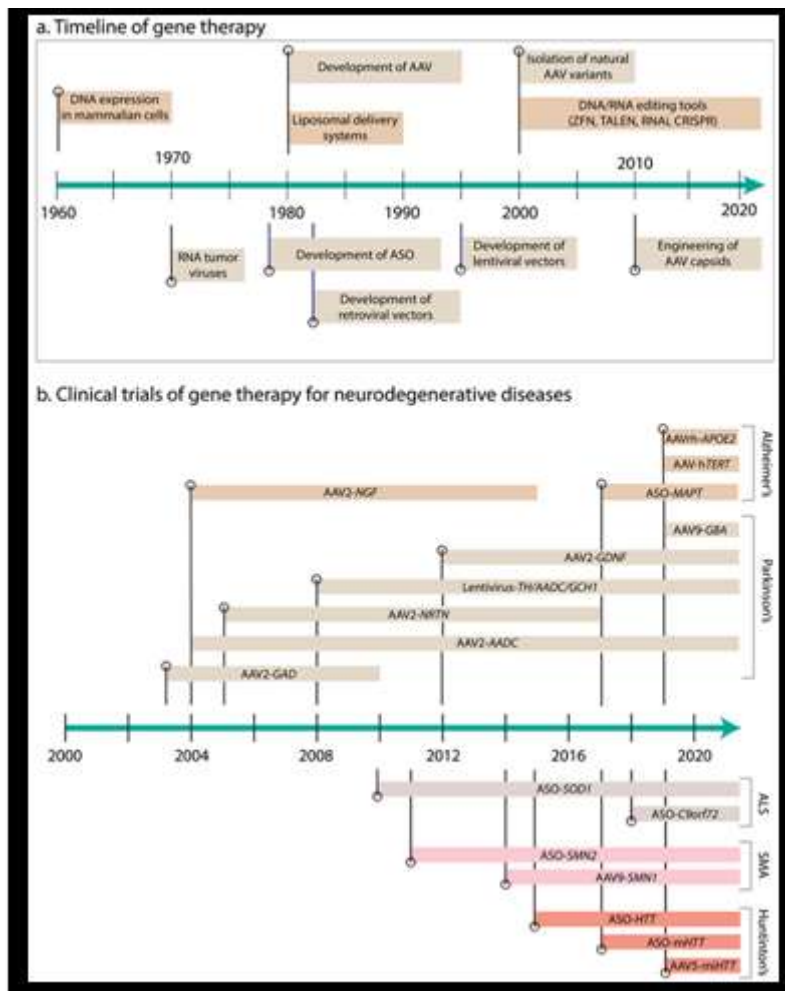 a. Timeline of gene therapy
Development of AAV
Isolation of natural
AAV variants
DNA expression
in mammalian cells
Liposomal delivery
systems
DNA/RNA editing tools
(ZFN, TALEN, RNAI, CRISPR)
1970
2010
1960
1980
1990
2000
2020
RNA tumor
viruses
Development of ASO
Development of
lentiviral vectors
Engineering of
AAV capsids
Development of
retroviral vectors
b. Clinical trials of gene therapy for neurodegenerative diseases
AAVrh-APOE2
AAV-hTERT
AAV2-NGF
ASO-MAPT
Alzheimer's
AAV9-GBA
AAV2-GDNF
Lentivirus-TH/AADC/GCH1
AAV2-NRTN
AAV2-AADC
AAV2-GAD
Parkinson's
2000
2004
2008
2012
2016
2020
ASO-SOD1
ASO-C9orf72
ALS
ASO-SMN2
AAV9-SMN1
SMA
ASO-HTT
ASO-mHTT
AAV5-miHTT
Huntinton's